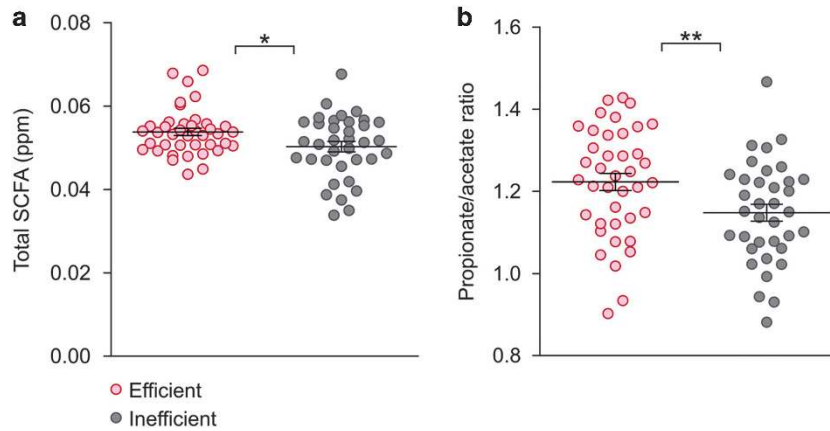 a
Total SCFA (ppm)
0.08
0.06
0.04
0.02
0.00
*
Efficient
Inefficient
b
Propionate/acetate ratio
1.6
1.4
1.2
1.0
0.8
**